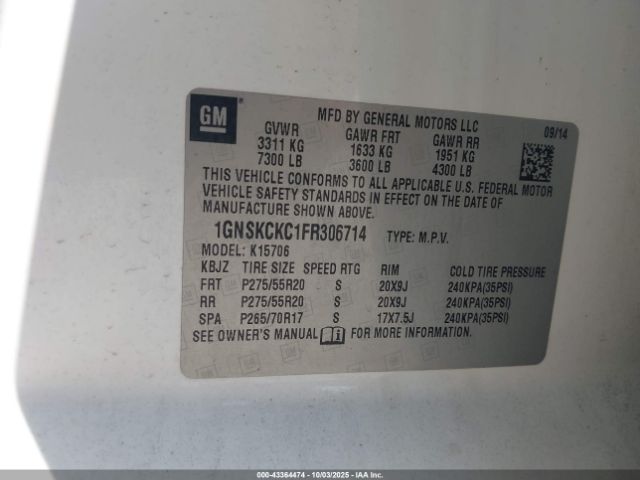 GM
MFD BY GENERAL MOTORS LLC
09/14
GVWR GAWR FRT GAWR RR
3311 KG 1633 KG 1951 KG
7300 LB 3600 LB 4300 LB
THIS VEHICLE CONFORMS TO ALL APPLICABLE U.S. FEDERAL MOTOR
VEHICLE SAFETY STANDARDS IN EFFECT ON THE DATE OF
MANUFACTURE SHOWN ABOVE.
1GNSKCKC1FR306714 TYPE: M.P.V.
MODEL: K15706
KBJZ TIRE SIZE SPEED RTG RIM COLD TIRE PRESSURE
FRT P275/55R20 S 20X9J 240KPA(35PSI)
RR P275/55R20 S 20X9J 240KPA(35PSI)
SPA P265/70R17 S 17X7.5J 240KPA(35PSI)
SEE OWNER'S MANUAL FOR MORE INFORMATION.
© - 43364474 - 10/03/2025 - IAA Inc.